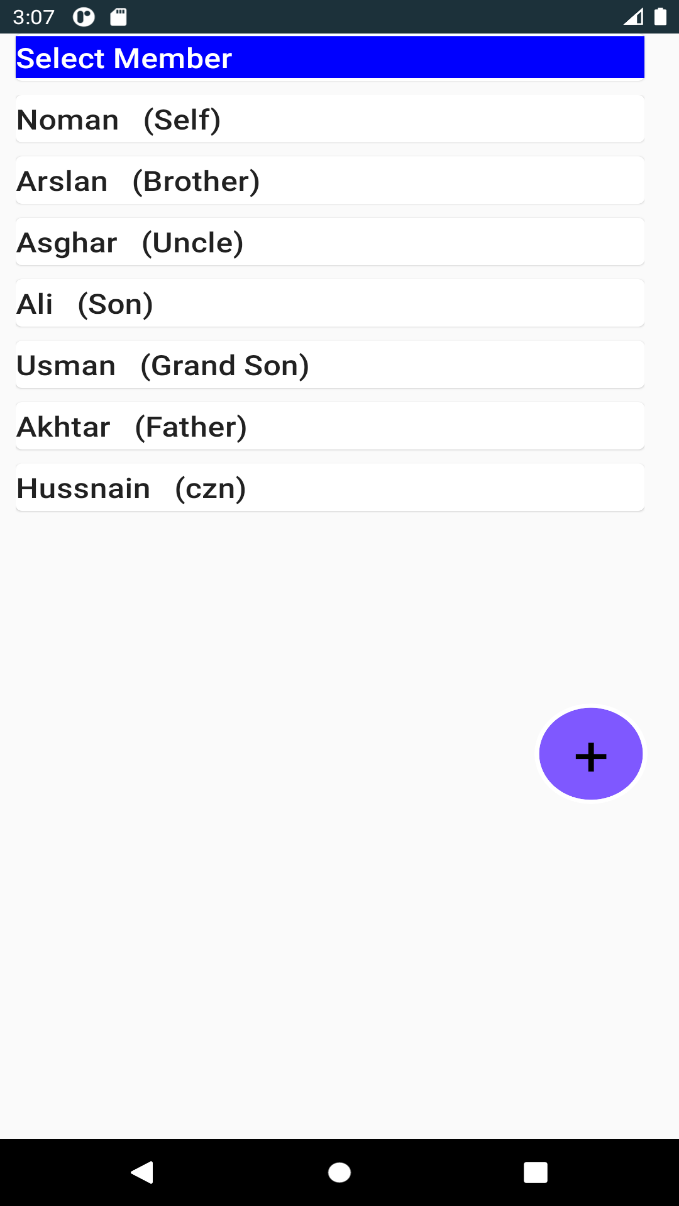 3:07
Select Member
Noman (Self)
Arslan (Brother)
Asghar (Uncle)
Ali (Son)
Usman (Grand Son)
Akhtar (Father)
Hussnain (czn)
+